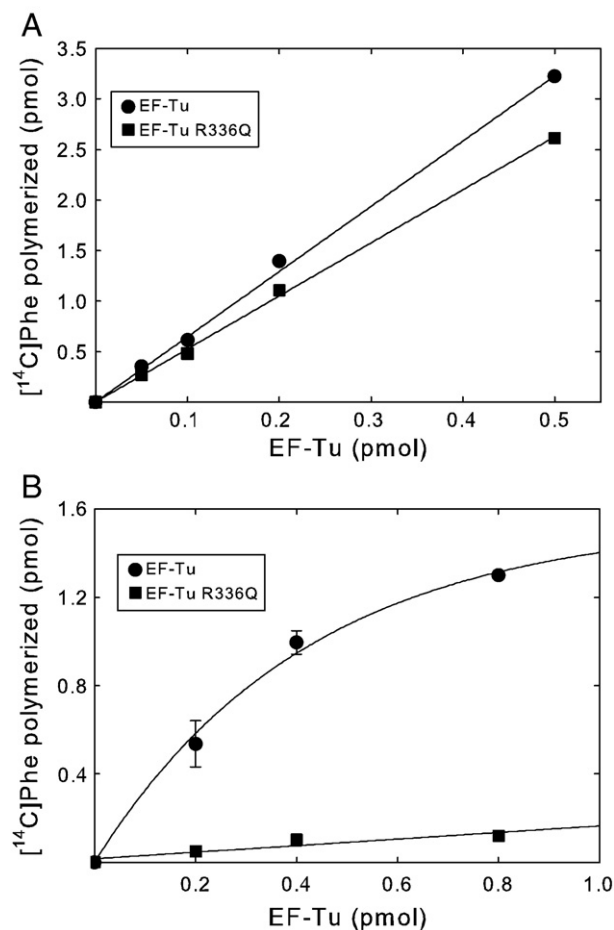 A
[¹⁴C]Phe polymerized (pmol)
3.5
3.0
2.5
2.0
1.5
1.0
0.5
EF-Tu
EF-Tu R336Q
0.1
0.2
0.3
0.4
0.5
EF-Tu (pmol)
B
[¹⁴C]Phe polymerized (pmol)
1.6
1.2
0.8
0.4
EF-Tu
EF-Tu R336Q
0.2
0.4
0.6
0.8
1.0
EF-Tu (pmol)